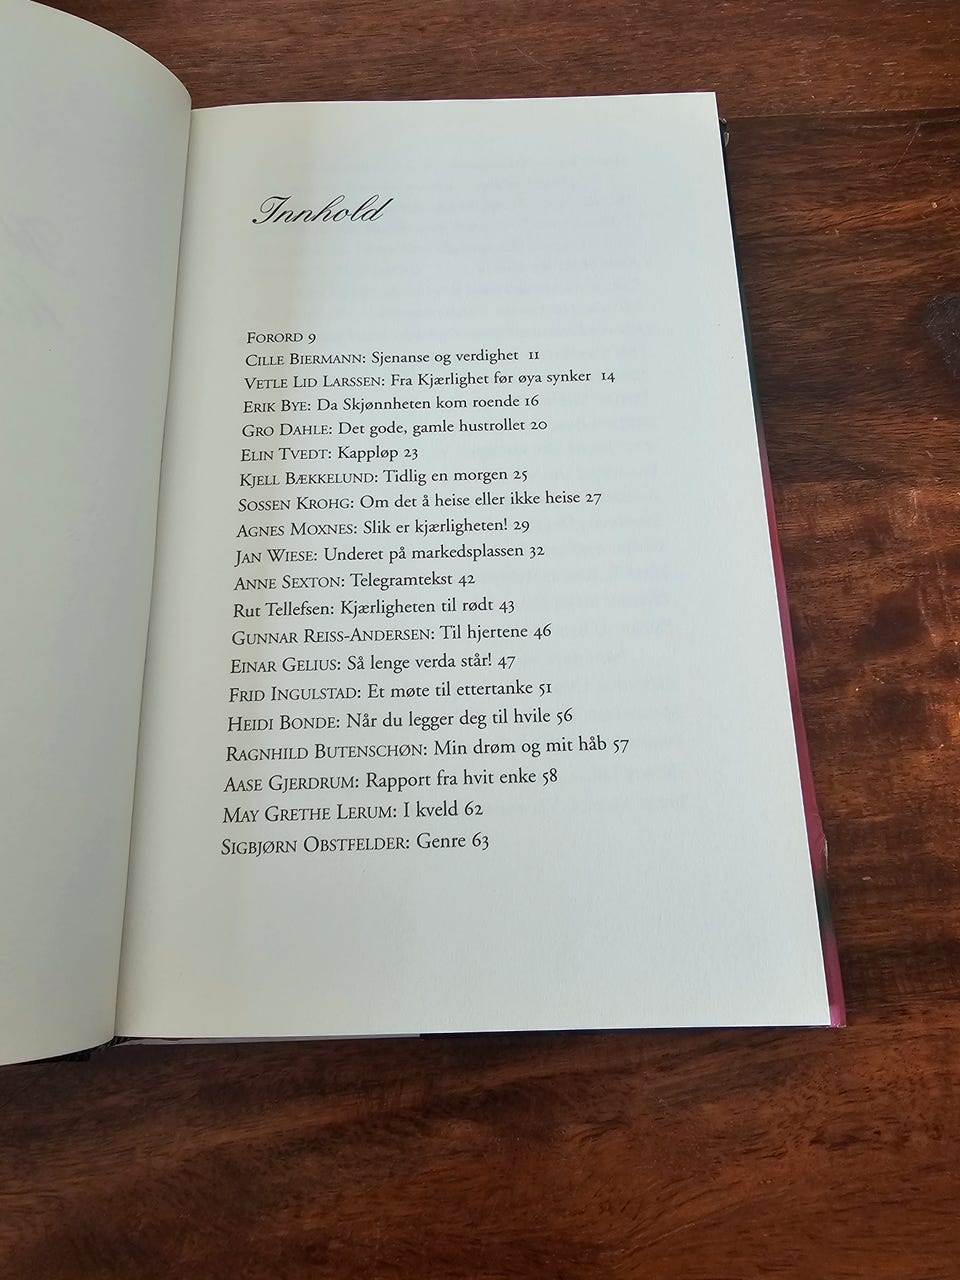 Innhold
Forord 9
Cille Biermann: Sjenanse og verdighet 11
Vetle Lid Larssen: Fra Kjærlighet før øya synker 14
Erik Bye: Da Skjønnheten kom roende 16
Gro Dahle: Det gode, gamle hustrollet 20
Elin Tvedt: Kappløp 23
Kjell Bækkelund: Tidlig en morgen 25
Sossen Krohg: Om det å heise eller ikke heise 27
Agnes Moxnes: Slik er kjærligheten! 29
Jan Wiese: Underet på markedsplassen 32
Anne Sexton: Telegramtekst 42
Rut Tellefsen: Kjærligheten til rødt 43
Gunnar Reiss-Andersen: Til hjertene 46
Einar Gelius: Så lenge verda står! 47
Frid Ingulstad: Et møte til ettertanke 51
Heidi Bonde: Når du legger deg til hvile 56
Ragnhild Butenschøn: Min drøm og mit håb 57
Aase Gjerdrum: Rapport fra hvit enke 58
May Grethe Lerum: I kveld 62
Sigbjørn Obstfelder: Genre 63